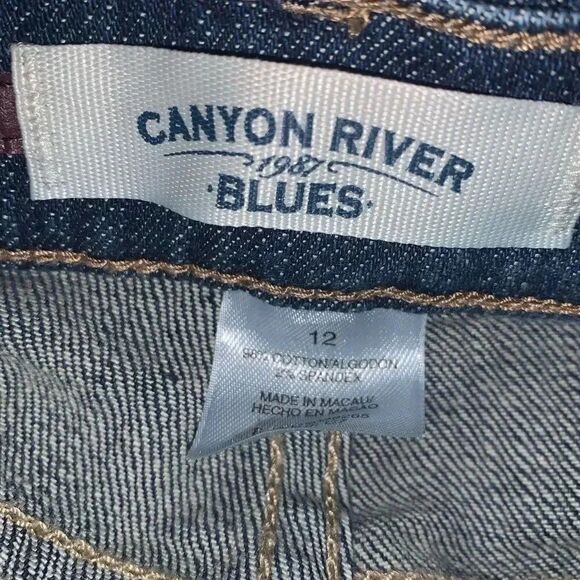 CANYON RIVER
1987
BLUES
12
98% COTTON/ALGODON
2% SPANDEX
MADE IN MACAU/
HECHO EN MACAO